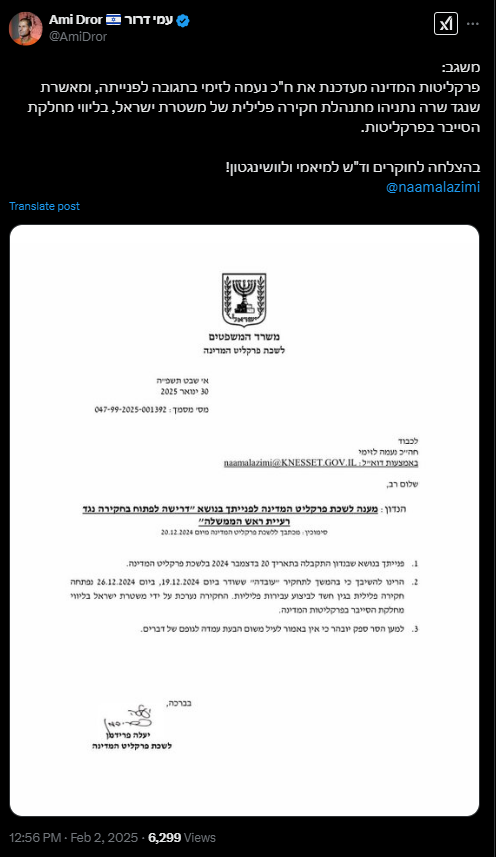 Ami Dror 🇮🇱 עמי דרור
@AmiDror
משגב:
פרקליטות המדינה מעדכנת את ח"כ נעמה לזימי בתגובה לפנייתה, ומאשרת
שנגד שרה נתניהו מתנהלת חקירה פלילית של משטרת ישראל, בליווי מחלקת
הסייבר בפרקליטות.
בהצלחה לחוקרים וד"ש למיאמי ולוושינגטון!
@naamalazimi
Translate post
ישראל
משרד המשפטים
לשכת פרקליט המדינה
א' שבט תשפ"ה
30 ינואר 2025
מס' מסמך: 047-99-2025-001392
לכבוד
חה"כ נעמה לזימי
באמצעות דוא"ל: naamalazimi@KNESSET.GOV.IL
שלום רב,
הנדון: מענה לשכת פרקליט המדינה לפנייתך בנושא "דרישה לפתוח בחקירה נגד
רעיית ראש הממשלה"
סימוכין: מכתבך ללשכת פרקליט המדינה מיום 20.12.2024
1. פנייתך בנושא שבנדון התקבלה בתאריך 20 בדצמבר 2024 בלשכת פרקליט המדינה.
2. הרינו להשיבך כי בהמשך לתחקיר "עובדה" ששודר ביום 19.12.2024, ביום 26.12.2024 נפתחה
חקירה פלילית בגין חשד לביצוע עבירות פליליות. החקירה נערכת על ידי משטרת ישראל בליווי
מחלקת הסייבר בפרקליטות המדינה.
3. למען הסר ספק יובהר כי אין באמור לעיל משום הבעת עמדה לגופם של דברים.
בברכה,
יעלה פרידמן
לשכת פרקליט המדינה
12:56 PM · Feb 2, 2025 · 6,299 Views